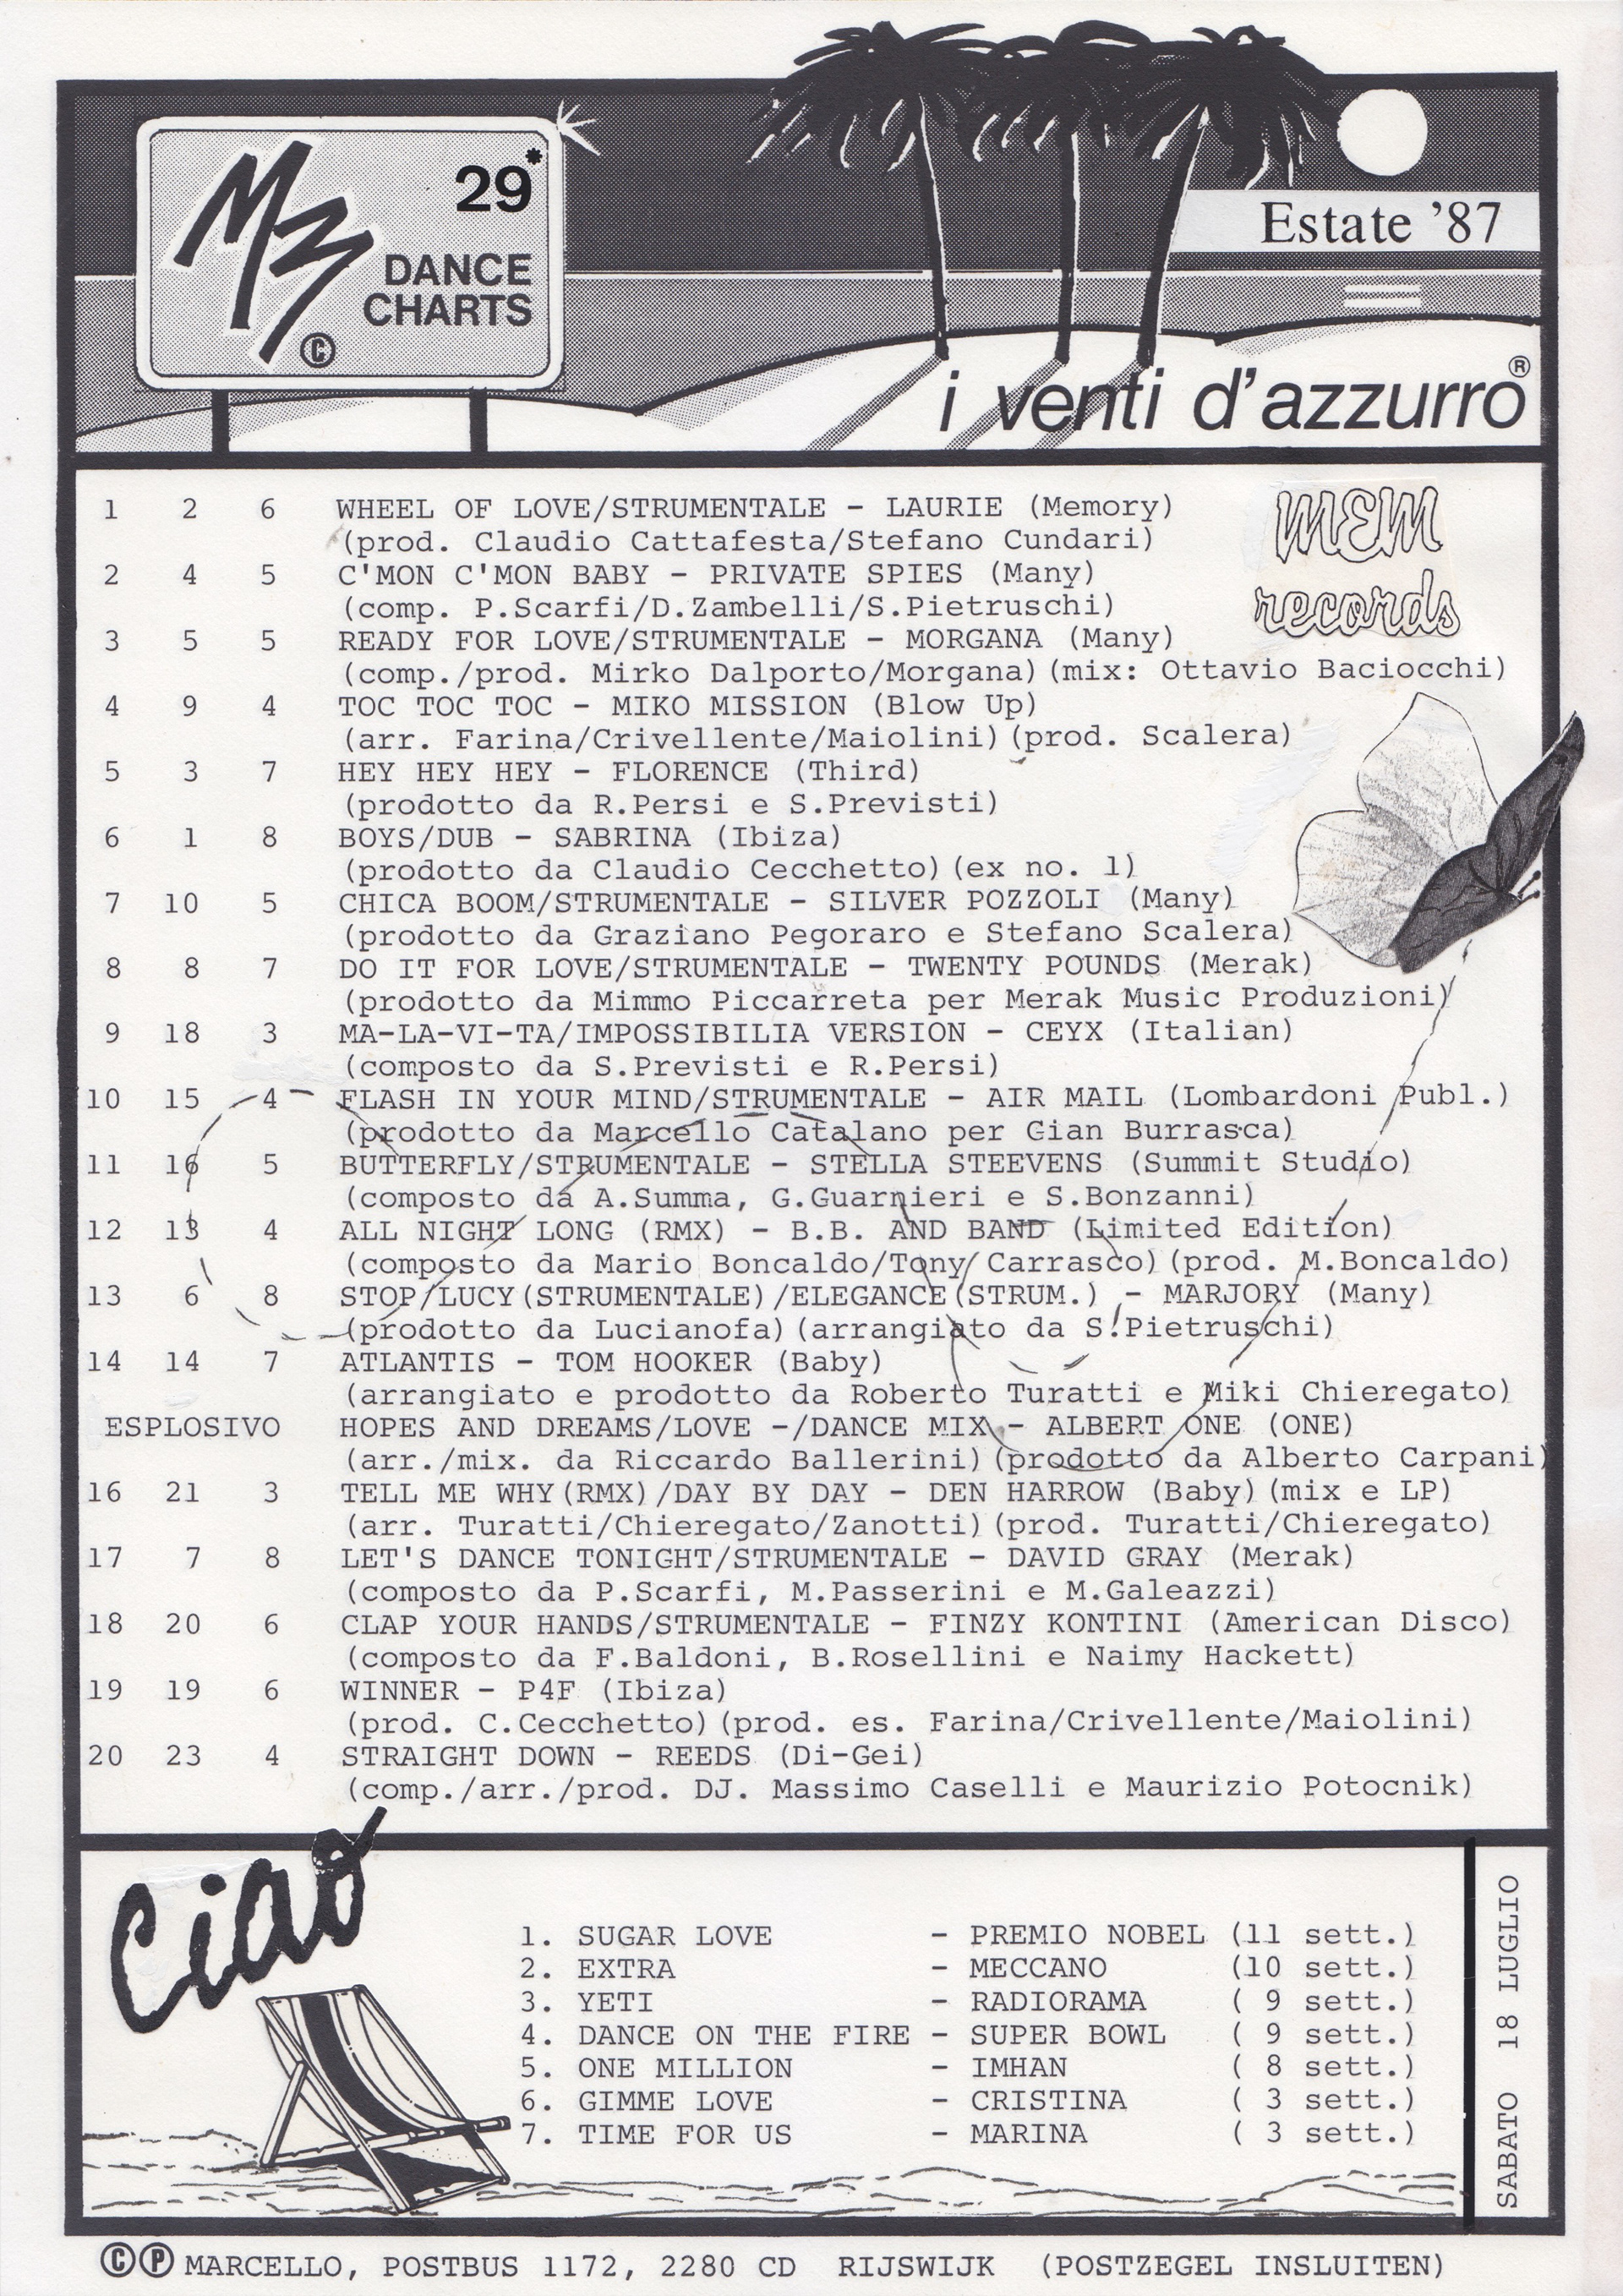 M3
29*
DANCE
CHARTS
©
Estate '87
i venti d'azzurro®
MEM
records
1 2 6 WHEEL OF LOVE/STRUMENTALE - LAURIE (Memory)
(prod. Claudio Cattafesta/Stefano Cundari)
2 4 5 C'MON C'MON BABY - PRIVATE SPIES (Many)
(comp. P.Scarfi/D.Zambelli/S.Pietruschi)
3 5 5 READY FOR LOVE/STRUMENTALE - MORGANA (Many)
(comp./prod. Mirko Dalporto/Morgana)(mix: Ottavio Baciocchi)
4 9 4 TOC TOC TOC - MIKO MISSION (Blow Up)
(arr. Farina/Crivellente/Maiolini)(prod. Scalera)
5 3 7 HEY HEY HEY - FLORENCE (Third)
(prodotto da R.Persi e S.Previsti)
6 1 8 BOYS/DUB - SABRINA (Ibiza)
(prodotto da Claudio Cecchetto)(ex no. 1)
7 10 5 CHICA BOOM/STRUMENTALE - SILVER POZZOLI (Many)
(prodotto da Graziano Pegoraro e Stefano Scalera)
8 8 7 DO IT FOR LOVE/STRUMENTALE - TWENTY POUNDS (Merak)
(prodotto da Mimmo Piccarreta per Merak Music Produzioni)
9 18 3 MA-LA-VI-TA/IMPOSSIBILIA VERSION - CEYX (Italian)
(composto da S.Previsti e R.Persi)
10 15 4 FLASH IN YOUR MIND/STRUMENTALE - AIR MAIL (Lombardoni Publ.)
(prodotto da Marcello Catalano per Gian Burrasca)
11 16 5 BUTTERFLY/STRUMENTALE - STELLA STEEVENS (Summit Studio)
(composto da A.Summa, G.Guarnieri e S.Bonzanni)
12 13 4 ALL NIGHT LONG (RMX) - B.B. AND BAND (Limited Edition)
(composto da Mario Boncaldo/Tony Carrasco)(prod. M.Boncaldo)
13 6 8 STOP/LUCY(STRUMENTALE)/ELEGANCE(STRUM.) - MARJORY (Many)
(prodotto da Lucianofa)(arrangiato da S.Pietruschi)
14 14 7 ATLANTIS - TOM HOOKER (Baby)
(arrangiato e prodotto da Roberto Turatti e Miki Chieregato)
ESPLOSIVO HOPES AND DREAMS/LOVE -/DANCE MIX - ALBERT ONE (ONE)
(arr./mix. da Riccardo Ballerini)(prodotto da Alberto Carpani)
16 21 3 TELL ME WHY(RMX)/DAY BY DAY - DEN HARROW (Baby)(mix e LP)
(arr. Turatti/Chieregato/Zanotti)(prod. Turatti/Chieregato)
17 7 8 LET'S DANCE TONIGHT/STRUMENTALE - DAVID GRAY (Merak)
(composto da P.Scarfi, M.Passerini e M.Galeazzi)
18 20 6 CLAP YOUR HANDS/STRUMENTALE - FINZY KONTINI (American Disco)
(composto da F.Baldoni, B.Rosellini e Naimy Hackett)
19 19 6 WINNER - P4F (Ibiza)
(prod. C.Cecchetto)(prod. es. Farina/Crivellente/Maiolini)
20 23 4 STRAIGHT DOWN - REEDS (Di-Gei)
(comp./arr./prod. DJ. Massimo Caselli e Maurizio Potocnik)
Ciao
1. SUGAR LOVE - PREMIO NOBEL (11 sett.)
2. EXTRA - MECCANO (10 sett.)
3. YETI - RADIORAMA ( 9 sett.)
4. DANCE ON THE FIRE - SUPER BOWL ( 9 sett.)
5. ONE MILLION - IMHAN ( 8 sett.)
6. GIMME LOVE - CRISTINA ( 3 sett.)
7. TIME FOR US - MARINA ( 3 sett.)
SABATO 18 LUGLIO
©Ⓟ MARCELLO, POSTBUS 1172, 2280 CD RIJSWIJK (POSTZEGEL INSLUITEN)